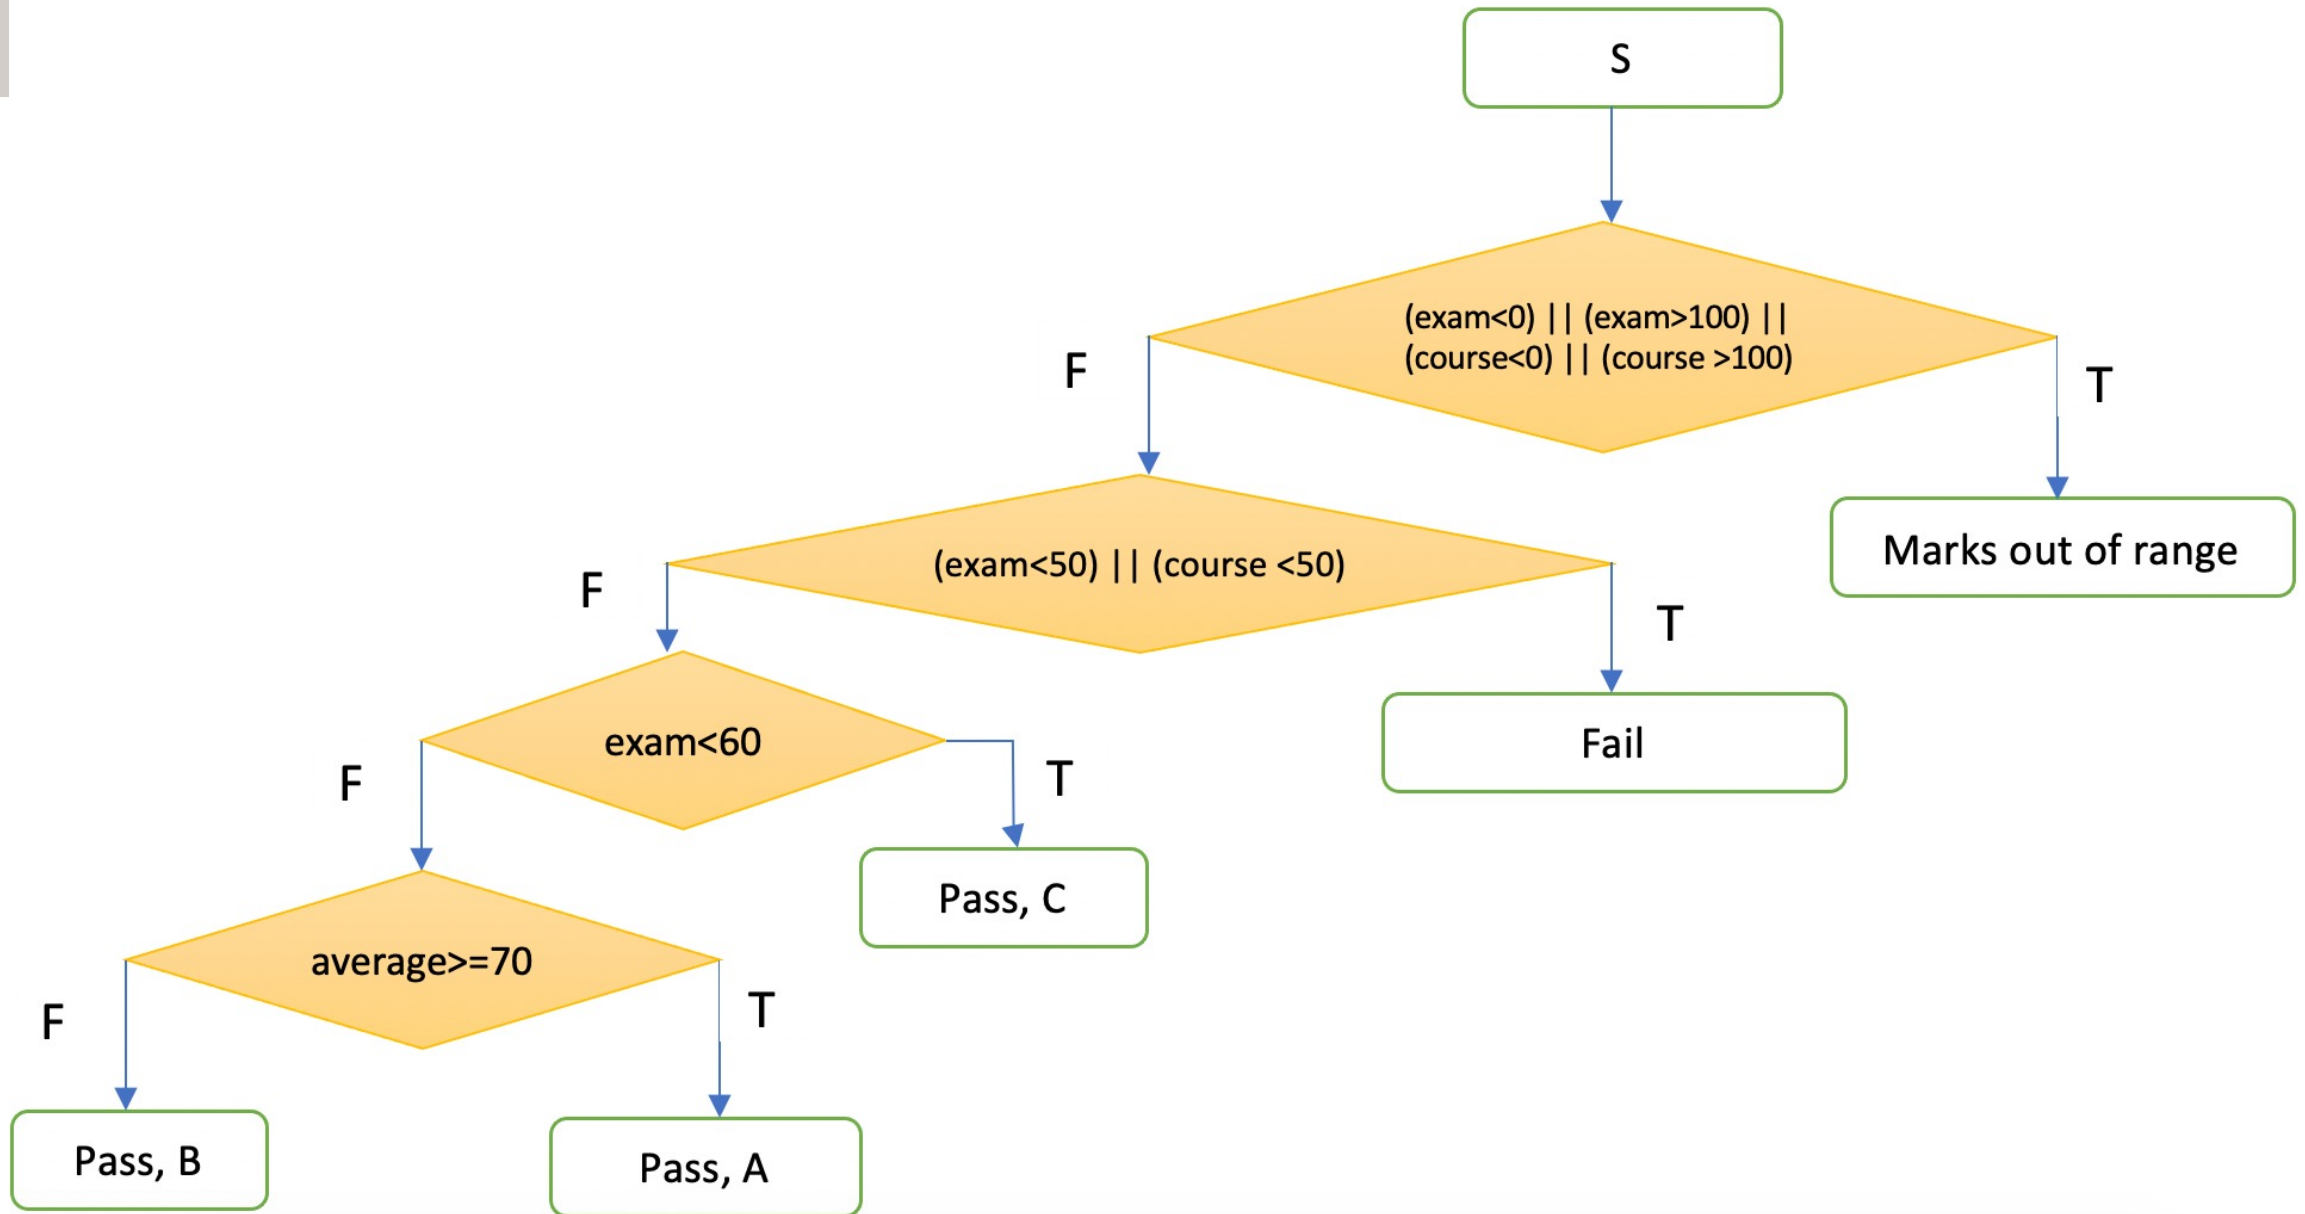 S
(exam<0) || (exam>100) ||
(course<0) || (course >100)
F
T
Marks out of range
(exam<50) || (course <50)
F
T
Fail
exam<60
F
T
Pass, C
average>=70
F
T
Pass, B
Pass, A